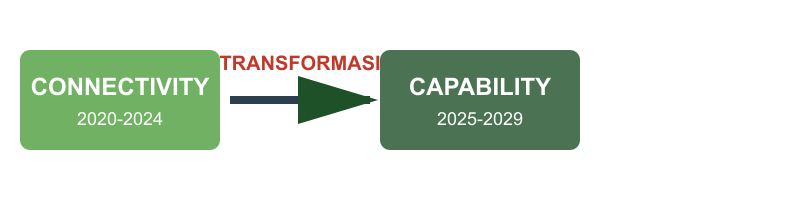 CONNECTIVITY
2020-2024
TRANSFORMASI
CAPABILITY
2025-2029